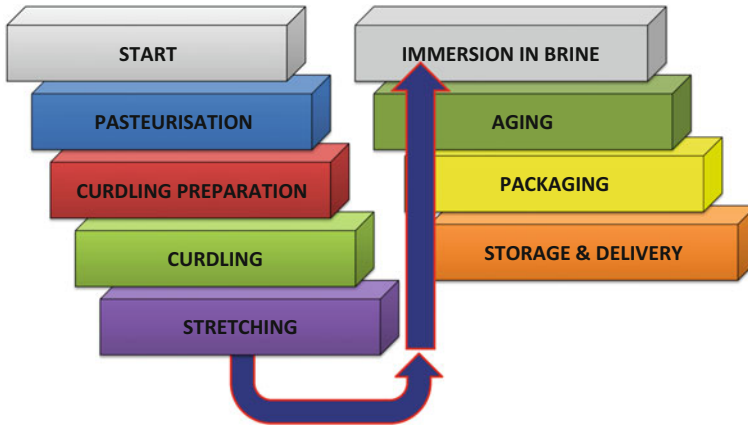 START
PASTEURISATION
CURDLING PREPARATION
CURDLING
STRETCHING
IMMERSION IN BRINE
AGING
PACKAGING
STORAGE & DELIVERY